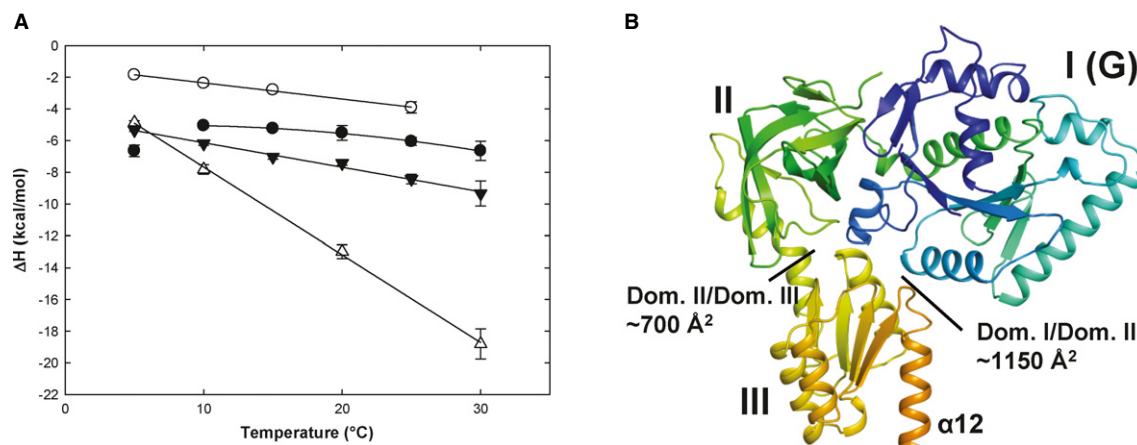 A
B
0
-2
-4
-6
-8
-10
-12
-14
-16
-18
-20
-22
ΔH (kcal/mol)
0 10 20 30
Temperature (°C)
I (G)
II
Dom. II/Dom. III
~700 Å²
Dom. I/Dom. II
~1150 Å²
III
α12